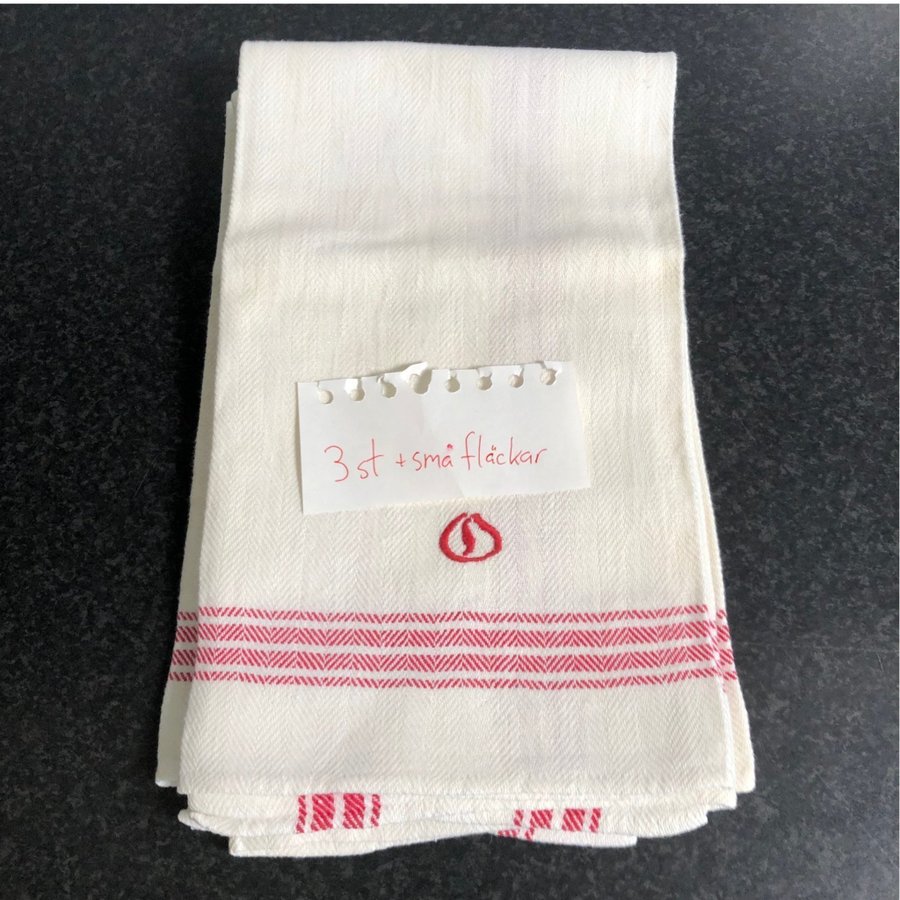 3 st + små fläckar